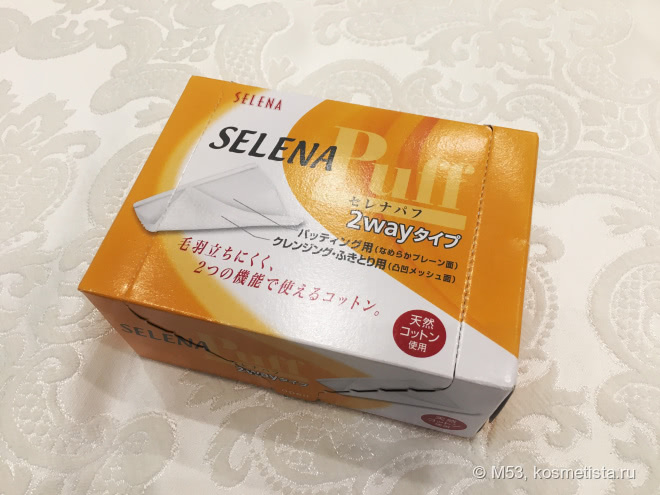 SELENA
SELENA
Puff
セレナパフ
2wayタイプ
パッティング用(なめらかプレーン面)
クレンジング・ふきとり用(凸凹メッシュ面)
毛羽立ちにくく、
2つの機能で使えるコットン。
天然
コットン
使用
SELENA
Puff
2wayタイプ
© M53, kosmetista.ru